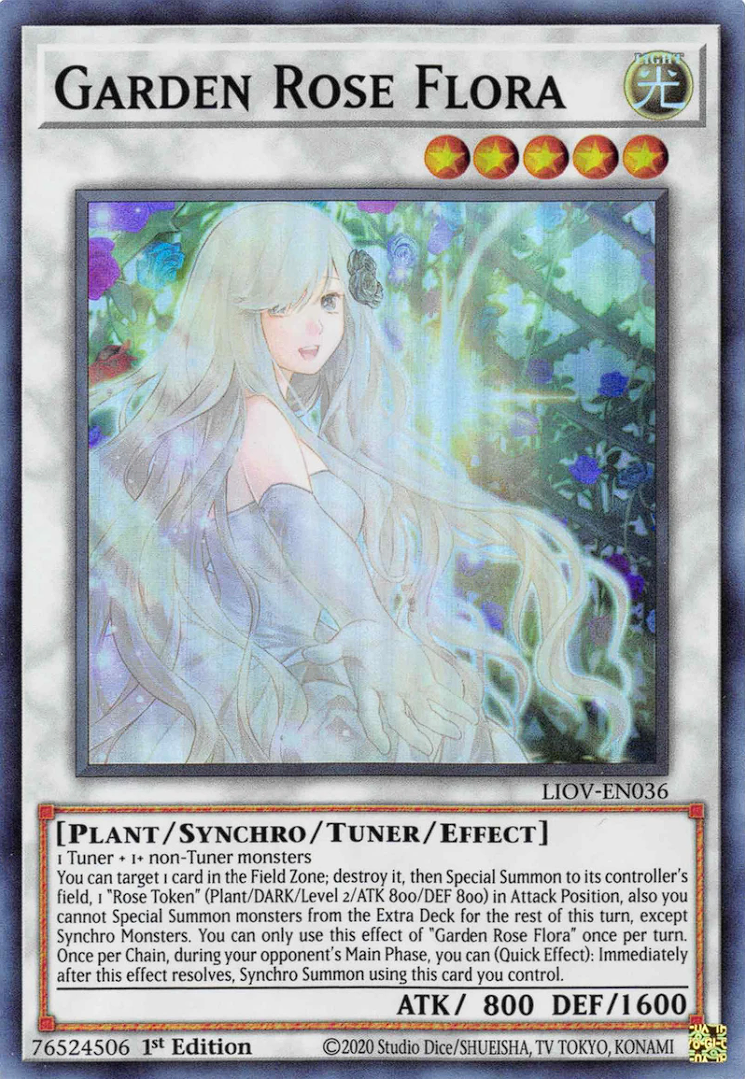 GARDEN ROSE FLORA
LIGHT
光
LIOV-EN036
[PLANT/SYNCHRO/TUNER/EFFECT]
1 Tuner + 1+ non-Tuner monsters
You can target 1 card in the Field Zone; destroy it, then Special Summon to its controller's
field, 1 "Rose Token" (Plant/DARK/Level 2/ATK 800/DEF 800) in Attack Position, also you
cannot Special Summon monsters from the Extra Deck for the rest of this turn, except
Synchro Monsters. You can only use this effect of "Garden Rose Flora" once per turn.
Once per Chain, during your opponent's Main Phase, you can (Quick Effect): Immediately
after this effect resolves, Synchro Summon using this card you control.
ATK/ 800 DEF/1600
76524506 1st Edition ©2020 Studio Dice/SHUEISHA, TV TOKYO, KONAMI